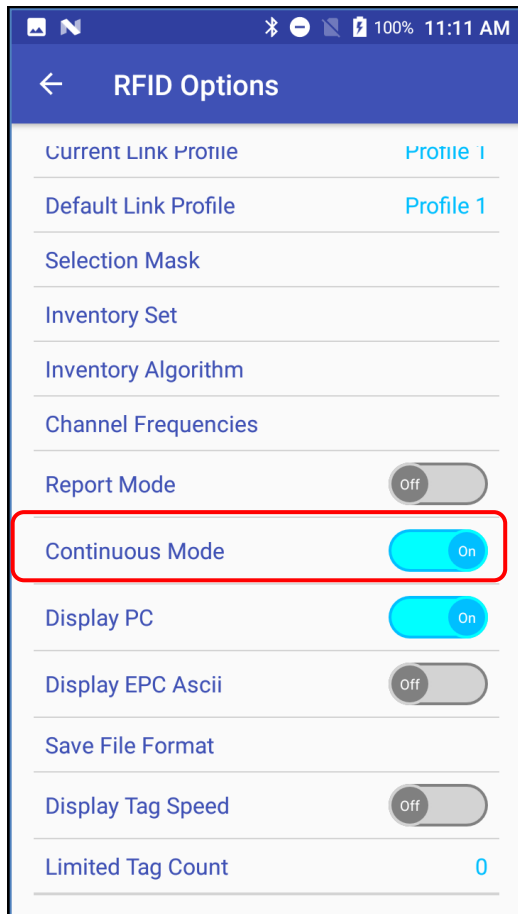 100% 11:11 AM
RFID Options
Current Link Profile Profile 1
Default Link Profile Profile 1
Selection Mask
Inventory Set
Inventory Algorithm
Channel Frequencies
Report Mode Off
Continuous Mode On
Display PC On
Display EPC Ascii Off
Save File Format
Display Tag Speed Off
Limited Tag Count 0